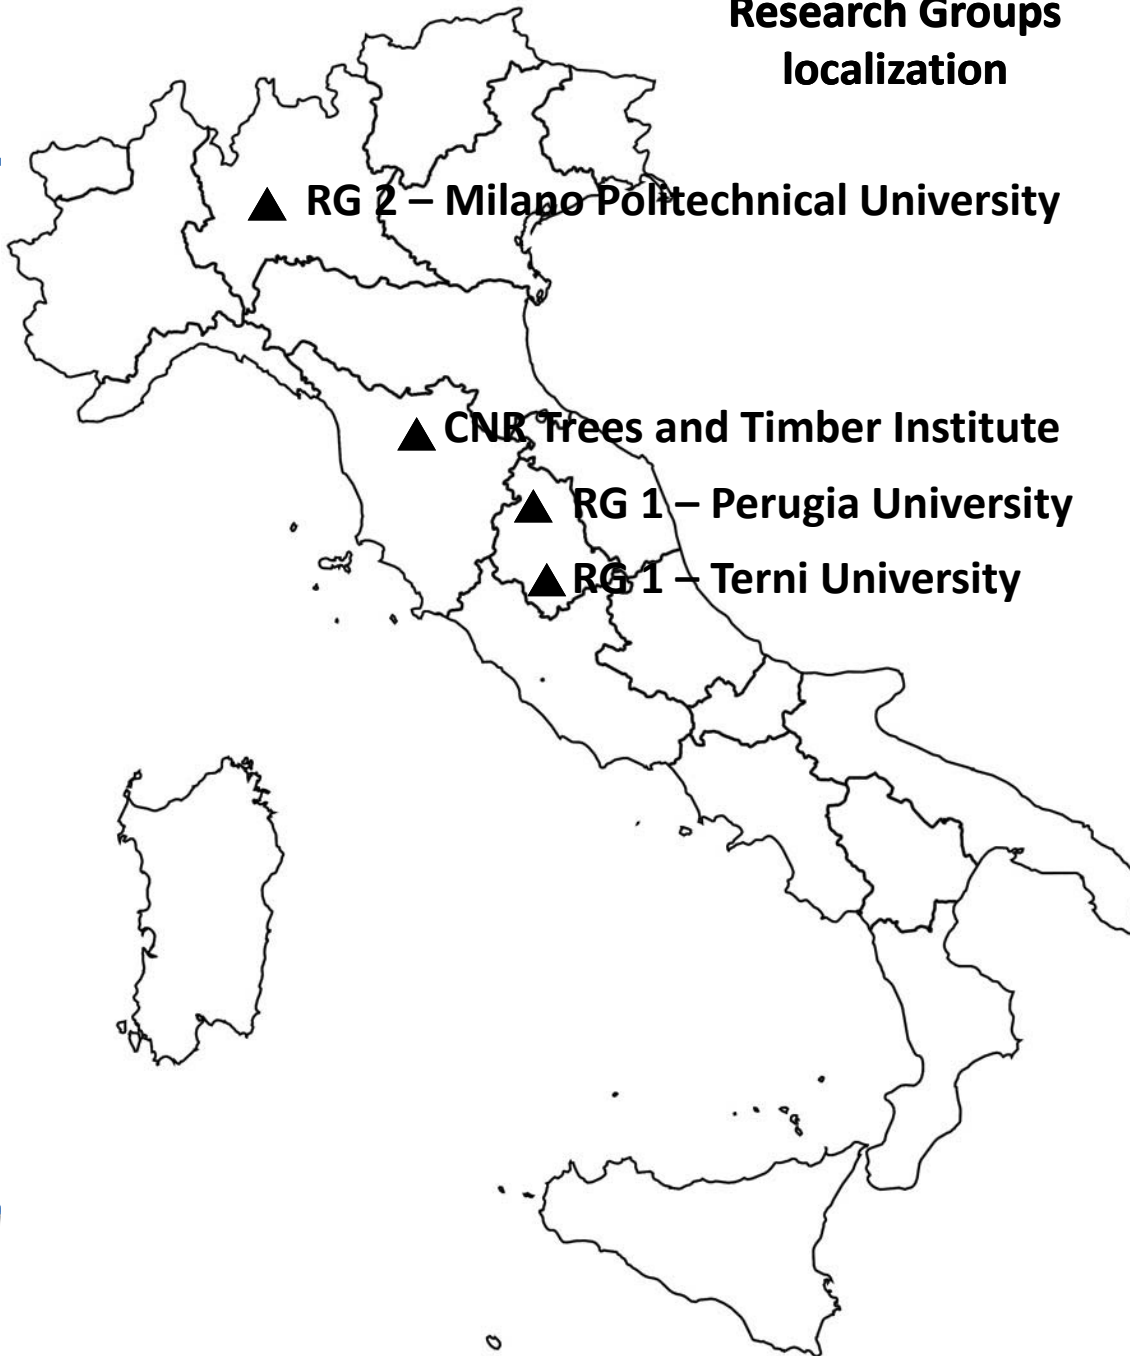 Research Groups
localization
RG 2 – Milano Politechnical University
CNR Trees and Timber Institute
RG 1 – Perugia University
RG 1 – Terni University